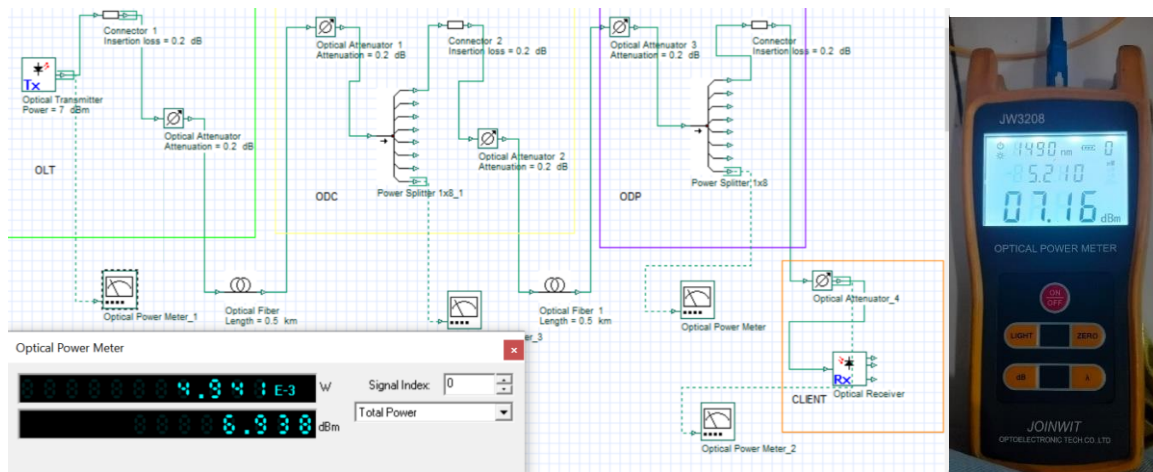 Connector 1
Insertion loss = 0.2 dB
Tx
Optical Transmitter
Power = 7 dBm
Optical Attenuator
Attenuation = 0.2 dB
OLT
Optical Power Meter_1
Optical Fiber
Length = 0.5 km
Optical Attenuator 1
Attenuation = 0.2 dB
Connector 2
Insertion loss = 0.2 dB
Optical Attenuator 2
Attenuation = 0.2 dB
Power Splitter 1x8_1
ODC
er_3
Optical Fiber 1
Length = 0.5 km
Optical Attenuator 3
Attenuation = 0.2 dB
Connector
Insertion loss = 0.2 dB
Power Splitter 1x8
ODP
Optical Power Meter
Optical Attenuator_4
Rx
CLIENT
Optical Receiver
Optical Power Meter_2
Optical Power Meter
4.941 E-3 W
6.938 dBm
Signal Index: 0
Total Power
JW3208
1490 nm
5.210
07.16 dBm
OPTICAL POWER METER
ON
OFF
LIGHT
ZERO
dB
λ
JOINWIT
OPTOELECTRONIC TECH.CO.,LTD